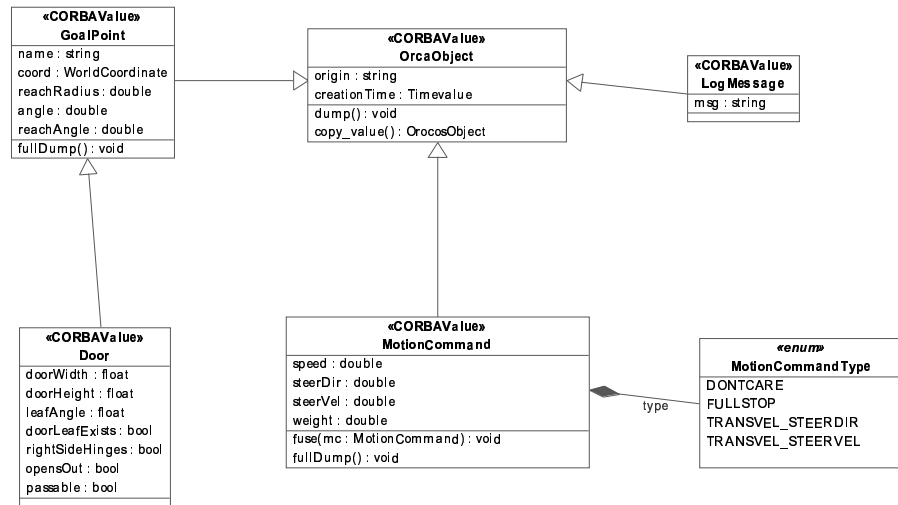 «CORBAValue»
GoalPoint
name : string
coord : WorldCoordinate
reachRadius : double
angle : double
reachAngle : double
fullDump() : void
«CORBAValue»
OrcaObject
origin : string
creationTime : Timevalue
dump() : void
copy_value() : OrocosObject
«CORBAValue»
LogMessage
msg : string
«CORBAValue»
Door
doorWidth : float
doorHeight : float
leafAngle : float
doorLeafExists : bool
rightSideHinges : bool
opensOut : bool
passable : bool
«CORBAValue»
MotionCommand
speed : double
steerDir : double
steerVel : double
weight : double
fuse(mc : MotionCommand) : void
fullDump() : void
type
«enum»
MotionCommandType
DONTCARE
FULLSTOP
TRANSVEL_STEERDIR
TRANSVEL_STEERVEL